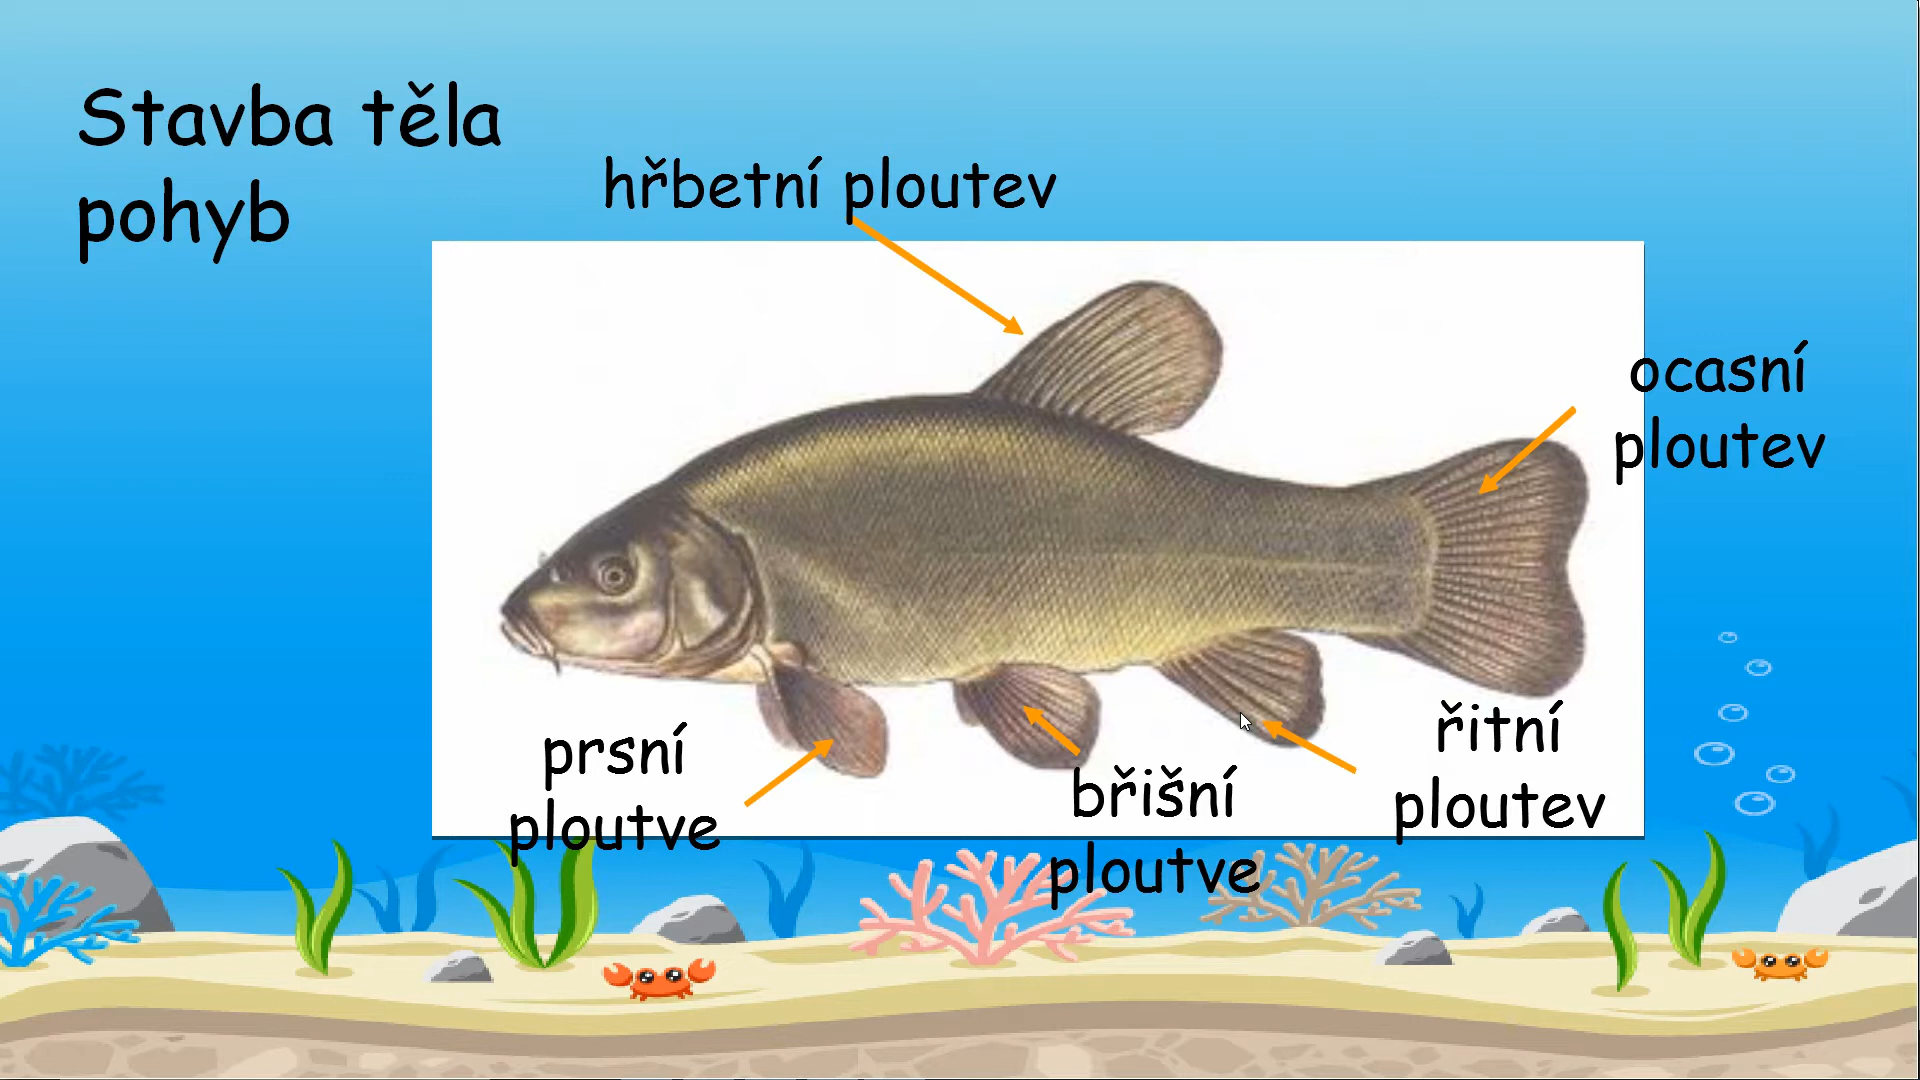 Stavba těla
pohyb
hřbetní ploutev
ocasní
ploutev
prsní
ploutve
břišní
ploutve
řitní
ploutev